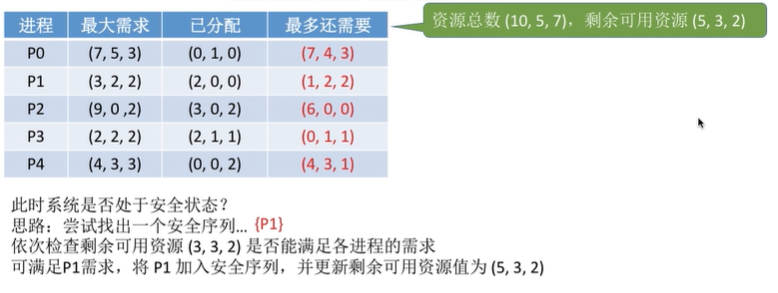 进程 最大需求 已分配 最多还需要
资源总数 (10, 5, 7)，剩余可用资源 (5, 3, 2)
P0 (7, 5, 3) (0, 1, 0) (7, 4, 3)
P1 (3, 2, 2) (2, 0, 0) (1, 2, 2)
P2 (9, 0 ,2) (3, 0, 2) (6, 0, 0)
P3 (2, 2, 2) (2, 1, 1) (0, 1, 1)
P4 (4, 3, 3) (0, 0, 2) (4, 3, 1)
此时系统是否处于安全状态？
思路：尝试找出一个安全序列... {P1}
依次检查剩余可用资源 (3, 3, 2) 是否能满足各进程的需求
可满足P1需求，将 P1 加入安全序列，并更新剩余可用资源值为 (5, 3, 2)